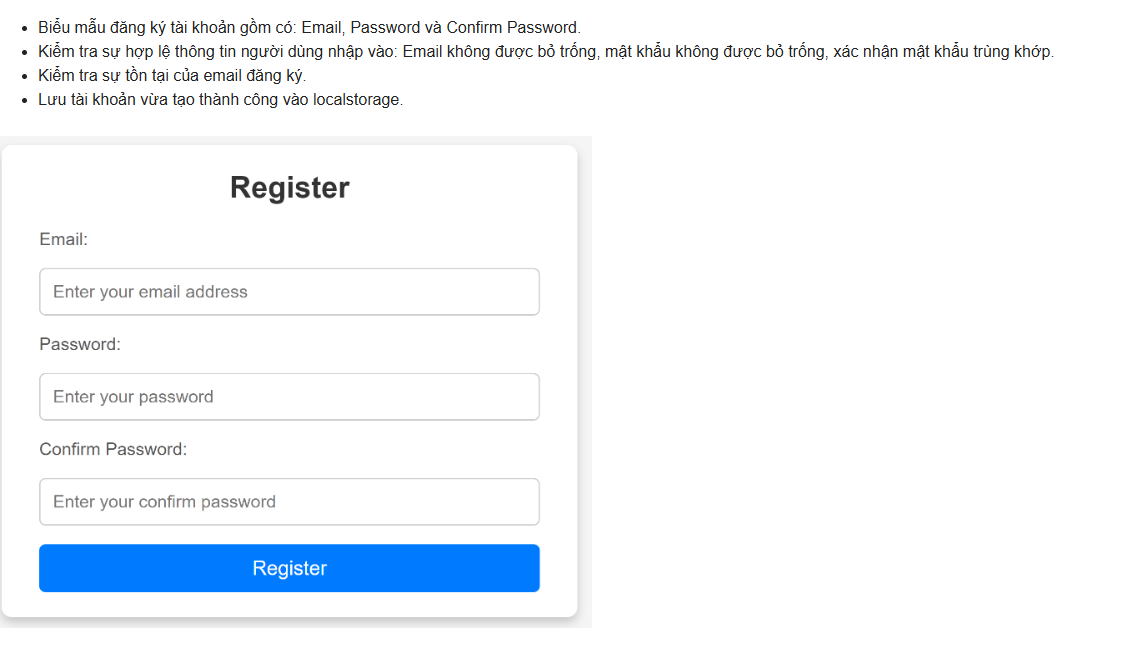 Biểu mẫu đăng ký tài khoản gồm có: Email, Password và Confirm Password.
Kiểm tra sự hợp lệ thông tin người dùng nhập vào: Email không được bỏ trống, mật khẩu không được bỏ trống, xác nhận mật khẩu trùng khớp.
Kiểm tra sự tồn tại của email đăng ký.
Lưu tài khoản vừa tạo thành công vào localstorage.
Register
Email:
Enter your email address
Password:
Enter your password
Confirm Password:
Enter your confirm password
Register